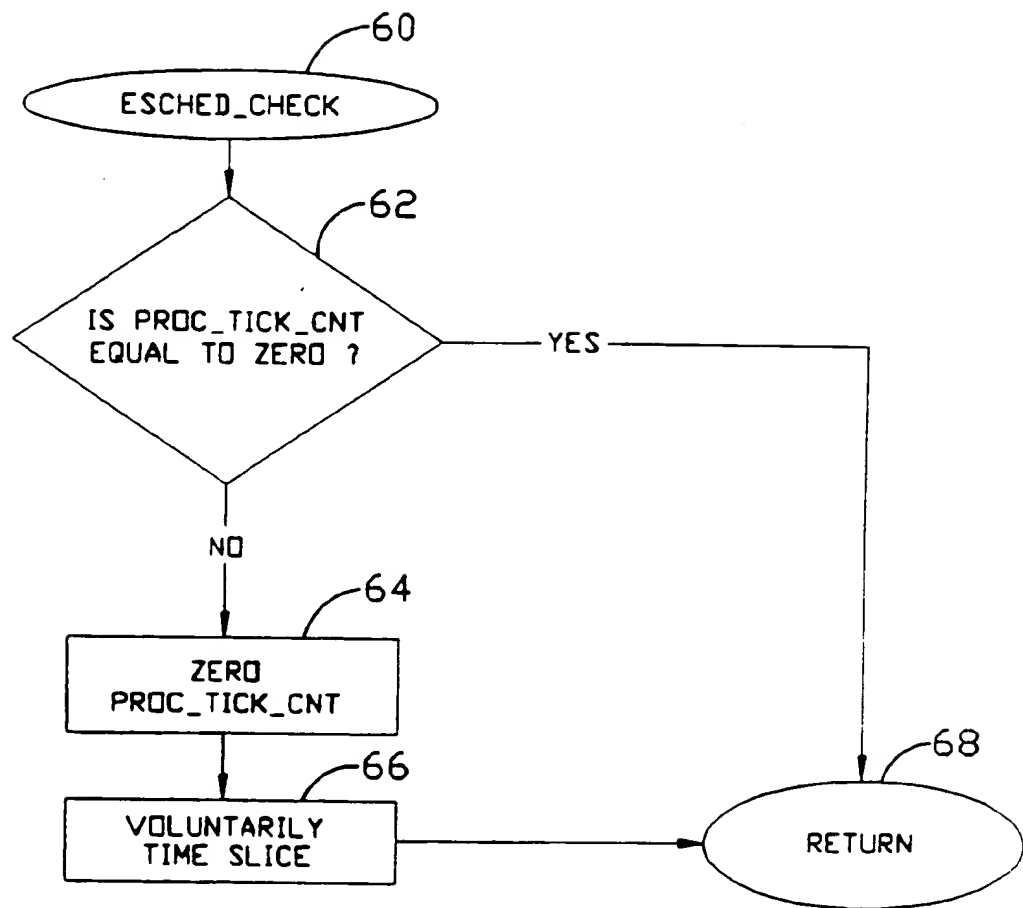 60
ESCHED_CHECK
62
IS PROC_TICK_CNT
EQUAL TO ZERO ?
YES
NO
64
ZERO
PROC_TICK_CNT
66
VOLUNTARILY
TIME SLICE
68
RETURN